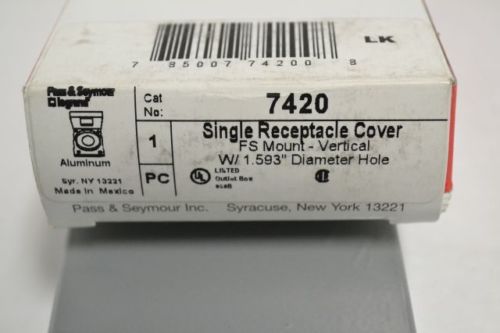 LK
7 85007 74200 8
Pass & Seymour
legrand
Cat
No:
7420
Aluminum
Syr. NY 13221
Made in Mexico
1
PC
Single Receptacle Cover
FS Mount - Vertical
W/ 1.593" Diameter Hole
UL
LISTED
Outlet Box
Pass & Seymour Inc. Syracuse, New York 13221